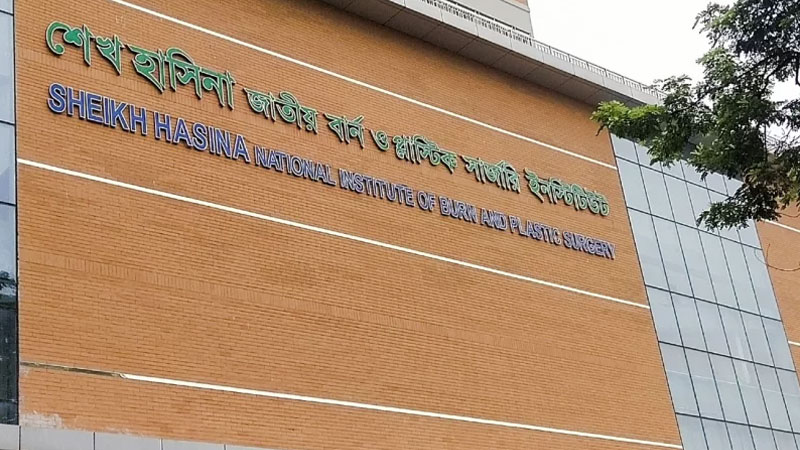 শেখ হাসিনা জাতীয় বার্ন ও প্লাস্টিক সার্জারি ইনস্টিটিউট
SHEIKH HASINA NATIONAL INSTITUTE OF BURN AND PLASTIC SURGERY